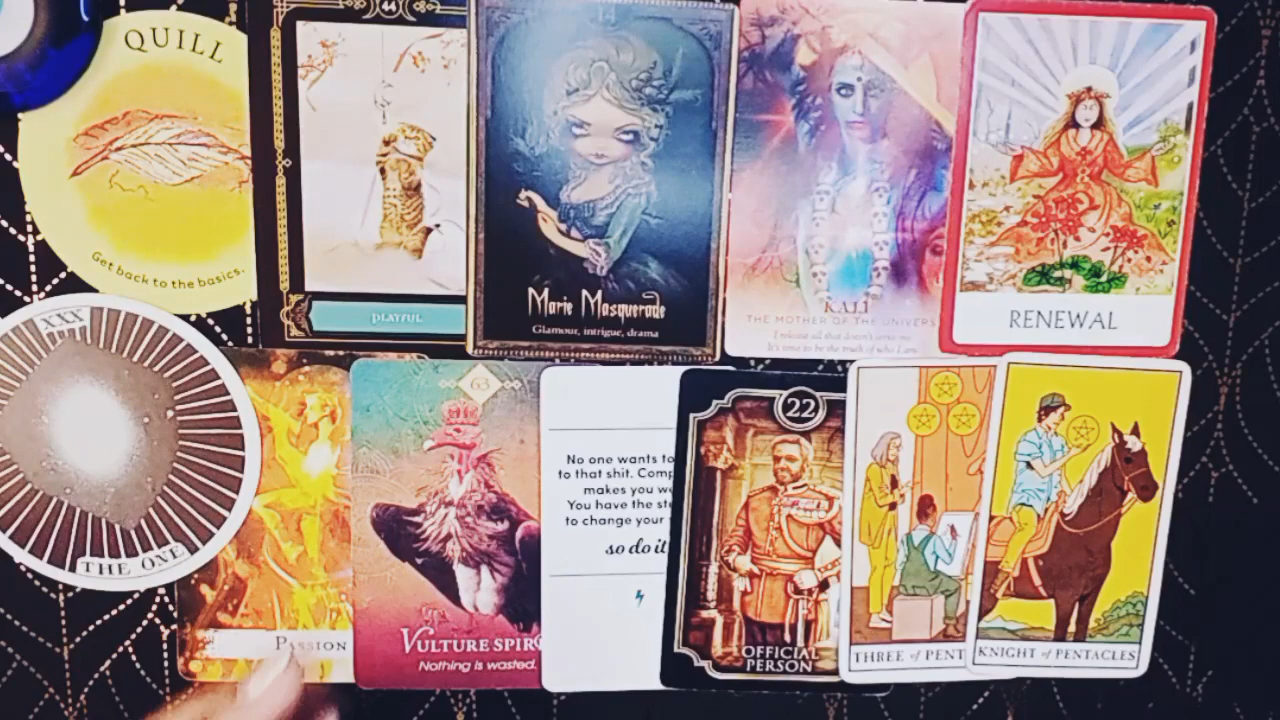 QUILL
Get back to the basics.
44
PLAYFUL
Marie Masquerade
Glamour, intrigue, drama
KALI
THE MOTHER OF THE UNIVERS
I release all that doesn't serve me.
It's time to be the truth of who I am.
RENEWAL
XXX
THE ONE
PASSION
63
VULTURE SPIR
Nothing is wasted.
No one wants to
to that shit. Comp
makes you we
You have the st
to change your
so do it
22
OFFICIAL
PERSON
THREE of PENT
KNIGHT of PENTACLES